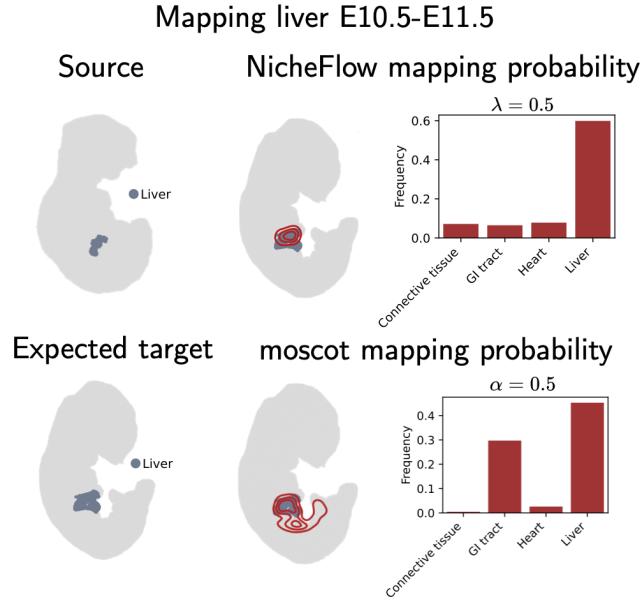 Mapping liver E10.5-E11.5
Source
NicheFlow mapping probability
Liver
λ = 0.5
Frequency
0.6
0.4
0.2
0.0
Connective tissue
GI tract
Heart
Liver
Expected target
moscot mapping probability
Liver
α = 0.5
Frequency
0.4
0.3
0.2
0.1
0.0
Connective tissue
GI tract
Heart
Liver